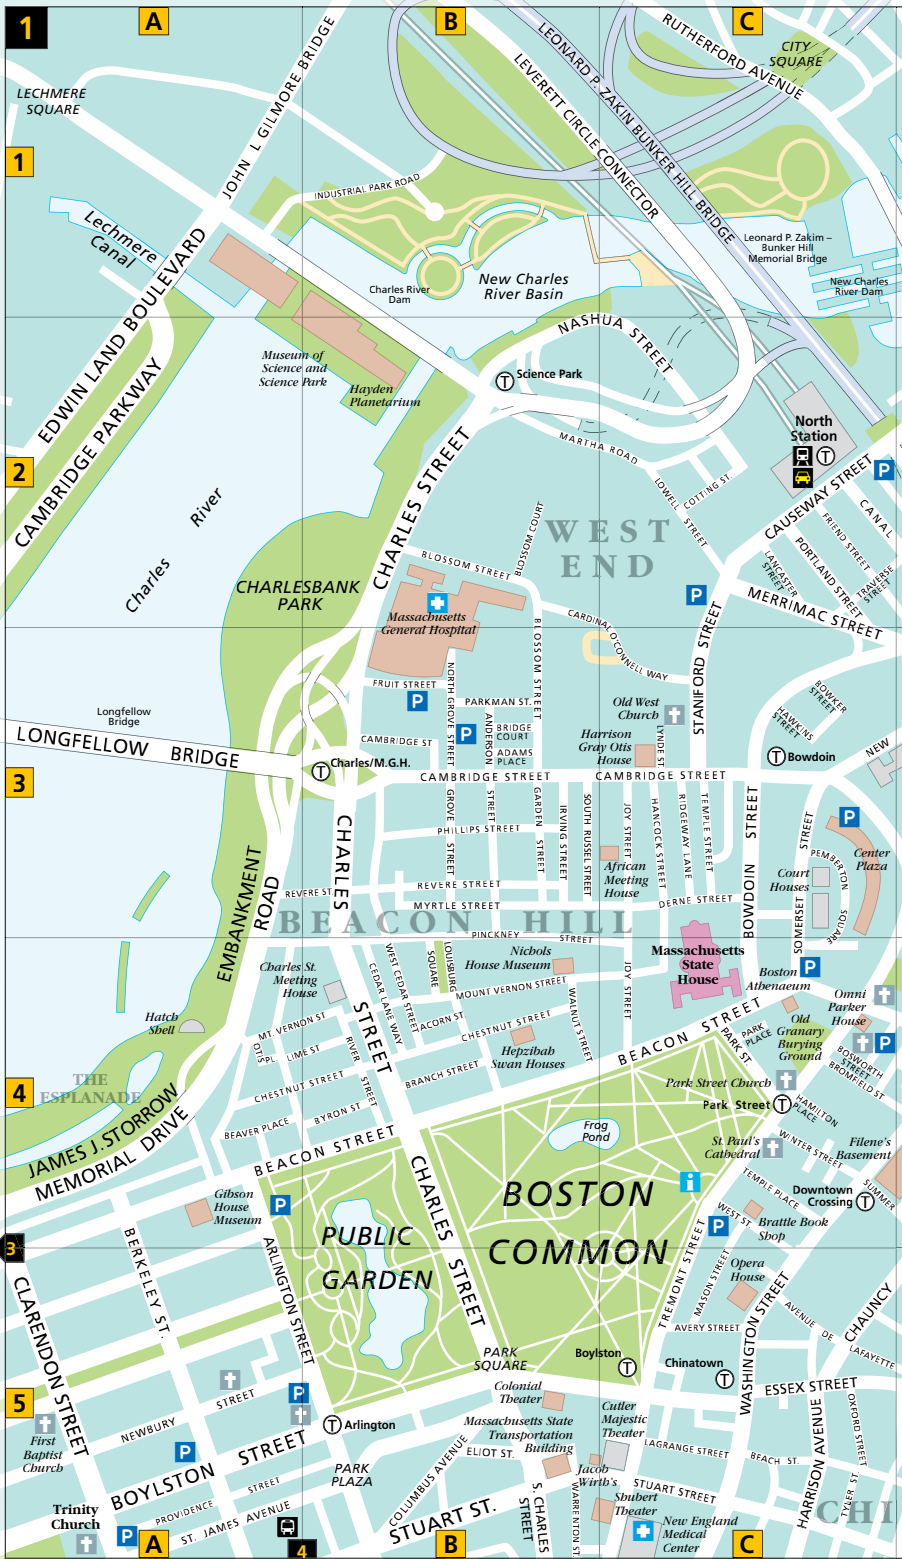 1
A
B
C
LECHMERE
SQUARE
JOHN L GILMORE BRIDGE
LEVERETT CIRCLE CONNECTOR
LEONARD P. ZAKIN BUNKER HILL BRIDGE
RUTHERFORD AVENUE
CITY
SQUARE
1
INDUSTRIAL PARK ROAD
Lechmere
Canal
Charles River
Dam
New Charles
River Basin
Leonard P. Zakim –
Bunker Hill
Memorial Bridge
New Charles
River Dam
EDWIN LAND BOULEVARD
CAMBRIDGE PARKWAY
Museum of
Science and
Science Park
Hayden
Planetarium
NASHUA STREET
T
Science Park
North
Station
T
P
2
MARTHA ROAD
LOWELL STREET
COTTING ST.
CAUSEWAY STREET
CANAL
FRIEND STREET
PORTLAND STREET
LANCASTER
STREET
TRAVERSE
STREET
MERRIMAC STREET
Charles River
CHARLES STREET
WEST
END
BLOSSOM COURT
BLOSSOM STREET
CHARLESBANK
PARK
Massachusetts
General Hospital
P
CARDINAL O'CONNELL WAY
BLOSSOM STREET
STANIFORD STREET
FRUIT STREET
P
NORTH GROVE STREET
PARKMAN ST.
ANDERSON
BRIDGE
COURT
ADAMS
PLACE
P
Old West
Church
Harrison
Gray Otis
House
LYNDE ST.
BOWKER
STREET
HAWKINS
STREET
T
Bowdoin
NEW
Longfellow
Bridge
LONGFELLOW BRIDGE
CAMBRIDGE ST
T
Charles/M.G.H.
3
CAMBRIDGE STREET
CAMBRIDGE STREET
CHARLES
GROVE STREET
STREET
GARDEN STREET
IRVING STREET
SOUTH RUSSEL STREET
JOY STREET
HANCOCK STREET
RIDGEWAY LANE
TEMPLE STREET
BOWDOIN STREET
PHILLIPS STREET
African
Meeting
House
P
STREET
PEMBERTON
SQUARE
Center
Plaza
Court
Houses
SOMERSET
EMBANKMENT
ROAD
REVERE ST
REVERE STREET
MYRTLE STREET
DERNE STREET
BEACON HILL
PINCKNEY STREET
Charles St.
Meeting
House
STREET
CEDAR LANE WAY
WEST CEDAR STREET
LOUISBURG
SQUARE
Nichols
House Museum
MOUNT VERNON STREET
WALNUT STREET
JOY STREET
Massachusetts
State
House
Boston
Athenaeum
P
Omni
Parker
House
Hatch
Shell
MT. VERNON ST
OTIS
PL.
LIME ST
RIVER STREET
ACORN ST
CHESTNUT STREET
Hepzibah
Swan Houses
BEACON STREET
PARK
PLACE
PARK ST.
Old
Granary
Burying
Ground
P
BOSWORTH
STREET
BROMFIELD ST
THE
ESPLANADE
4
CHESTNUT STREET
BRANCH STREET
BEAVER PLACE
BYRON ST
Park Street Church
Park Street
T
HAMILTON
PLACE
JAMES J. STORROW
MEMORIAL DRIVE
BEACON STREET
Frog
Pond
St. Paul's
Cathedral
WINTER STREET
Filene's
Basement
Gibson
House
Museum
P
CHARLES STREET
BOSTON
COMMON
TEMPLE PLACE
Downtown
Crossing
T
SUMMER
WEST ST
P
Brattle Book
Shop
3
PUBLIC
GARDEN
CLARENDON STREET
BERKELEY ST.
ARLINGTON STREET
TREMONT STREET
MASON STREET
Opera
House
WASHINGTON STREET
AVERY STREET
AVENUE DE
LAFAYETTE
CHAUNCY
PARK
SQUARE
Boylston
T
Chinatown
T
ESSEX STREET
5
First
Baptist
Church
NEWBURY STREET
P
P
T
Arlington
Colonial
Theater
Massachusetts State
Transportation
Building
Cutler
Majestic
Theater
HARRISON AVENUE
OXFORD STREET
BOYLSTON STREET
PARK
PLAZA
COLUMBUS AVENUE
ELIOT ST.
LAGRANGE STREET
BEACH ST.
Jacob
Wirth's
STUART STREET
TYLER ST.
Trinity
Church
P
PROVIDENCE STREET
ST. JAMES AVENUE
STUART ST.
S. CHARLES
STREET
WARRENTON ST.
Shubert
Theater
New England
Medical
Center
CHI
A
4
B
C